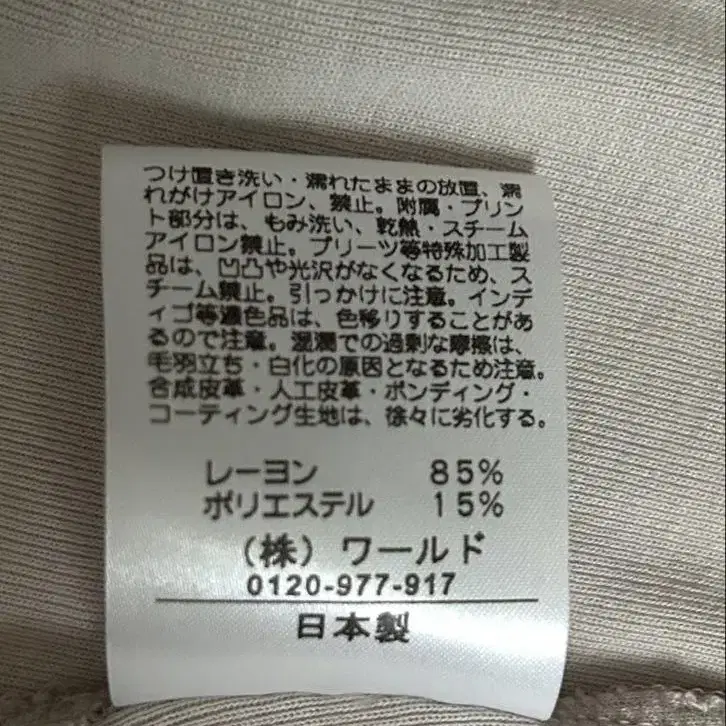 つけ置き洗い・濡れたままの放置、濡
れがけアイロン、禁止。附属・プリン
ト部分は、もみ洗い、乾熱・スチーム
アイロン禁止。プリーツ等特殊加工製
品は、凹凸や光沢がなくなるため、ス
チーム禁止。引っかけに注意。インデ
ィゴ等濃色品は、色移りすることがあ
るので注意。湿潤での過剰な摩擦は、
毛羽立ち・白化の原因となるため注意。
合成皮革・人工皮革・ボンディング・
コーティング生地は、徐々に劣化する。
レーヨン 85%
ポリエステル 15%
（株）ワールド
0120-977-917
日本製